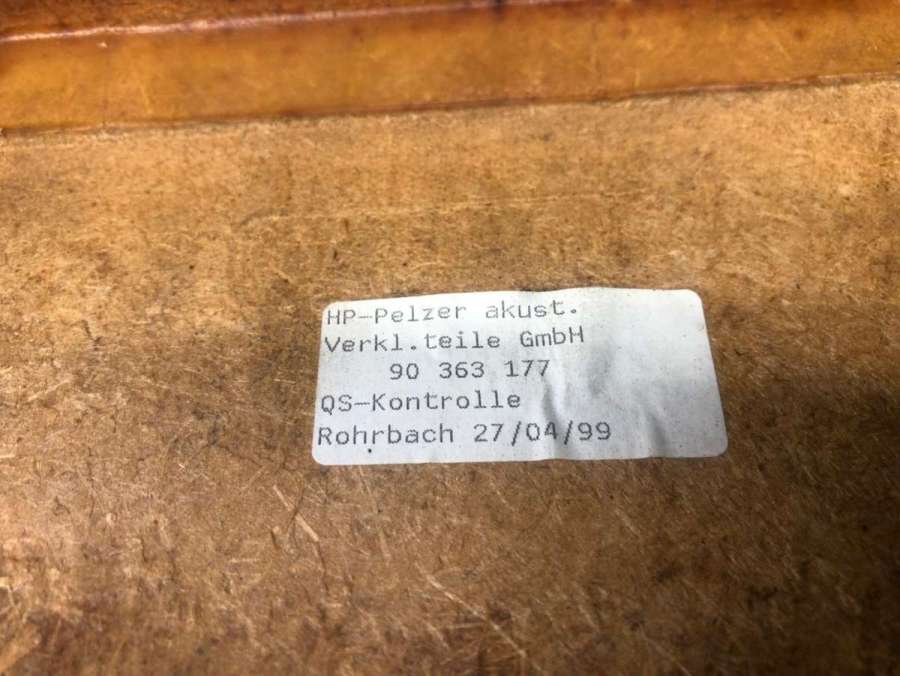 HP-Pelzer akust.
Verkl.teile GmbH
90 363 177
QS-Kontrolle
Rohrbach 27/04/99